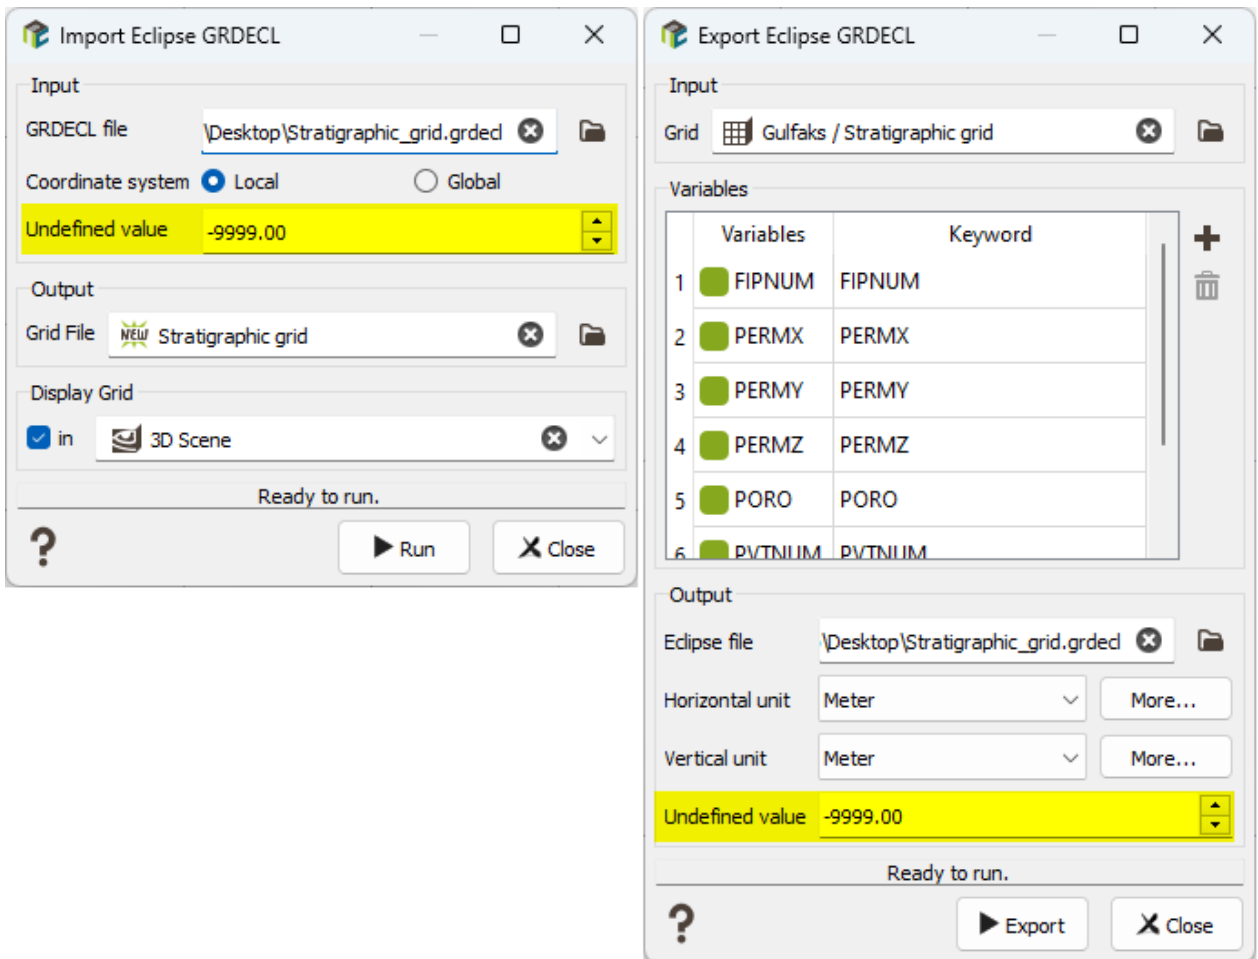 Import Eclipse GRDECL
Input
GRDECL file \Desktop\Stratigraphic_grid.grdecl
Coordinate system Local Global
Undefined value -9999.00
Output
Grid File NEW Stratigraphic grid
Display Grid
in 3D Scene
Ready to run.
? Run Close
Export Eclipse GRDECL
Input
Grid Gulfaks / Stratigraphic grid
Variables
Variables Keyword
1 FIPNUM FIPNUM
2 PERMX PERMX
3 PERMY PERMY
4 PERMZ PERMZ
5 PORO PORO
6 PVTNUM PVTNUM
Output
Eclipse file \Desktop\Stratigraphic_grid.grdecl
Horizontal unit Meter More...
Vertical unit Meter More...
Undefined value -9999.00
Ready to run.
? Export Close